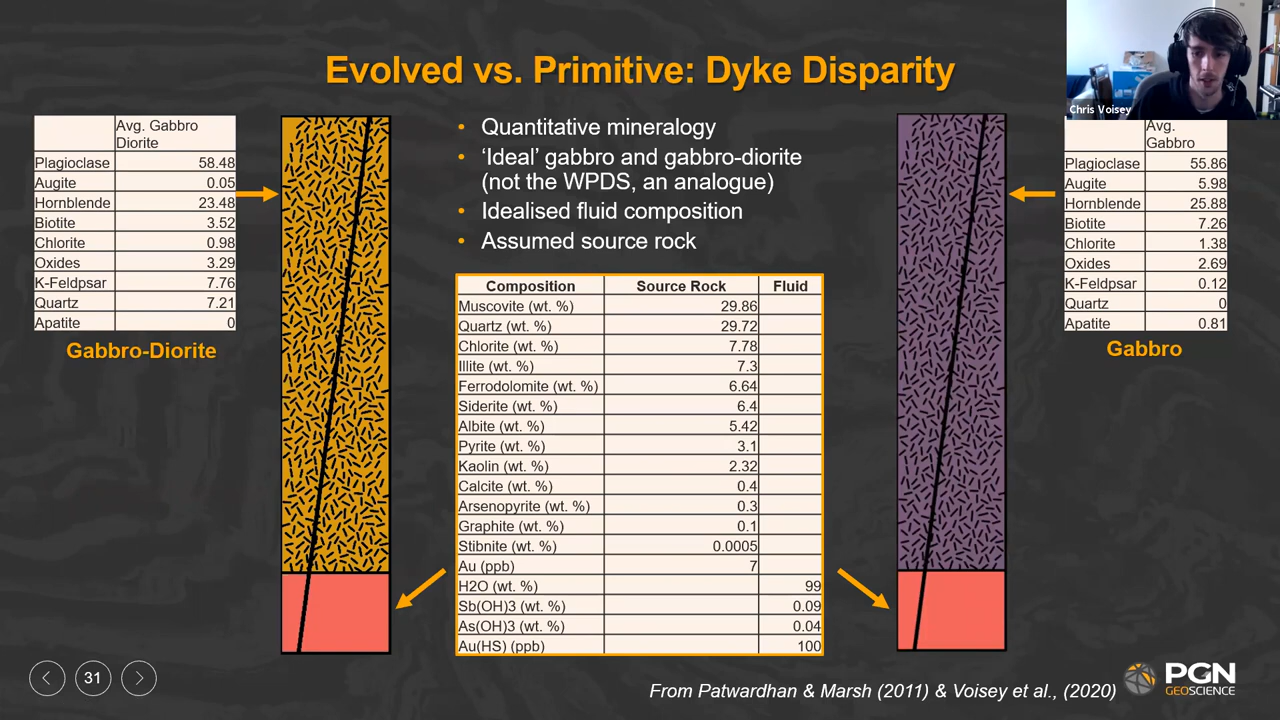 Evolved vs. Primitive: Dyke Disparity
Chris Voisey
Avg. Gabbro
Diorite
Plagioclase 58.48
Augite 0.05
Hornblende 23.48
Biotite 3.52
Chlorite 0.98
Oxides 3.29
K-Feldpsar 7.76
Quartz 7.21
Apatite 0
Gabbro-Diorite
• Quantitative mineralogy
• ‘Ideal’ gabbro and gabbro-diorite
(not the WPDS, an analogue)
• Idealised fluid composition
• Assumed source rock
Composition Source Rock Fluid
Muscovite (wt. %) 29.86
Quartz (wt. %) 29.72
Chlorite (wt. %) 7.78
Illite (wt. %) 7.3
Ferrodolomite (wt. %) 6.64
Siderite (wt. %) 6.4
Albite (wt. %) 5.42
Pyrite (wt. %) 3.1
Kaolin (wt. %) 2.32
Calcite (wt. %) 0.4
Arsenopyrite (wt. %) 0.3
Graphite (wt. %) 0.1
Stibnite (wt. %) 0.0005
Au (ppb) 7
H2O (wt. %) 99
Sb(OH)3 (wt. %) 0.09
As(OH)3 (wt. %) 0.04
Au(HS) (ppb) 100
Avg.
Gabbro
Plagioclase 55.86
Augite 5.98
Hornblende 25.88
Biotite 7.26
Chlorite 1.38
Oxides 2.69
K-Feldpsar 0.12
Quartz 0
Apatite 0.81
Gabbro
31
From Patwardhan & Marsh (2011) & Voisey et al., (2020)
PGN
GEOSCIENCE